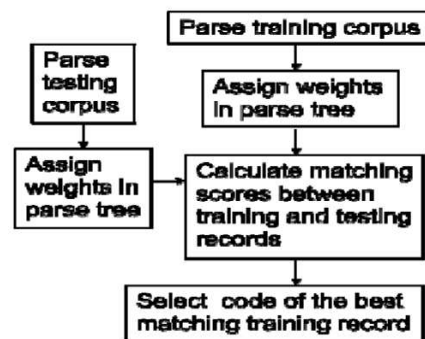 Parse training corpus
Parse
testing
corpus
Assign weights
in parse tree
Assign
weights in
parse tree
Calculate matching
scores between
training and testing
records
Select code of the best
matching training record